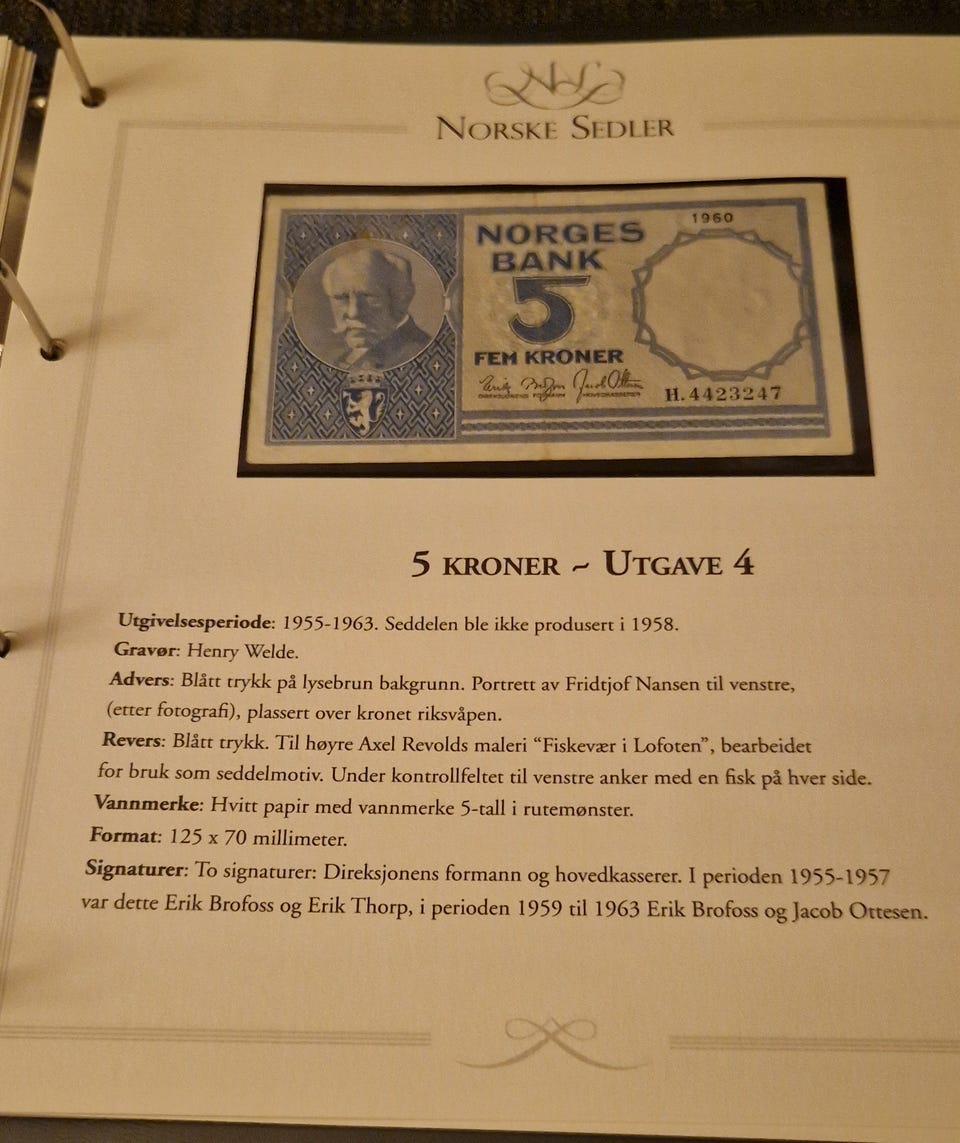 NS
NORSKE SEDLER
1960
NORGES
BANK
5
FEM KRONER
H.4423247
5 KRONER ~ UTGAVE 4
Utgivelsesperiode: 1955-1963. Seddelen ble ikke produsert i 1958.
Gravør: Henry Welde.
Advers: Blått trykk på lysebrun bakgrunn. Portrett av Fridtjof Nansen til venstre,
(etter fotografi), plassert over kronet riksvåpen.
Revers: Blått trykk. Til høyre Axel Revolds maleri “Fiskevær i Lofoten”, bearbeidet
for bruk som seddelmotiv. Under kontrollfeltet til venstre anker med en fisk på hver side.
Vannmerke: Hvitt papir med vannmerke 5-tall i rutemønster.
Format: 125 x 70 millimeter.
Signaturer: To signaturer: Direksjonens formann og hovedkasserer. I perioden 1955-1957
var dette Erik Brofoss og Erik Thorp, i perioden 1959 til 1963 Erik Brofoss og Jacob Ottesen.